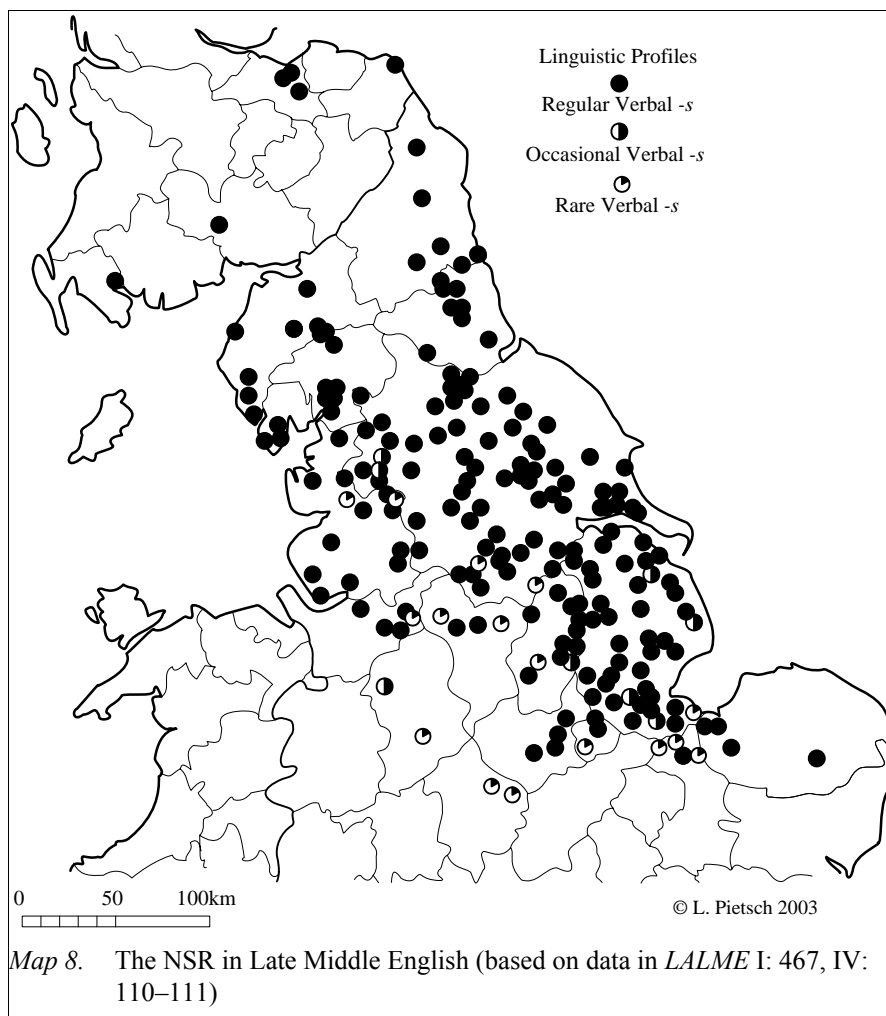 Linguistic Profiles
Regular Verbal -s
Occasional Verbal -s
Rare Verbal -s
0 50 100km
© L. Pietsch 2003
Map 8. The NSR in Late Middle English (based on data in LALME I: 467, IV:
110–111)